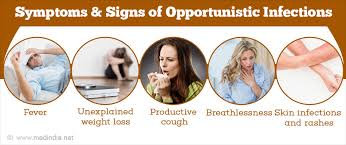 Symptoms & Signs of Opportunistic Infections
Fever
Unexplained
weight loss
Productive
cough
Breathlessness
Skin infections
and rashes
© www.medindia.net